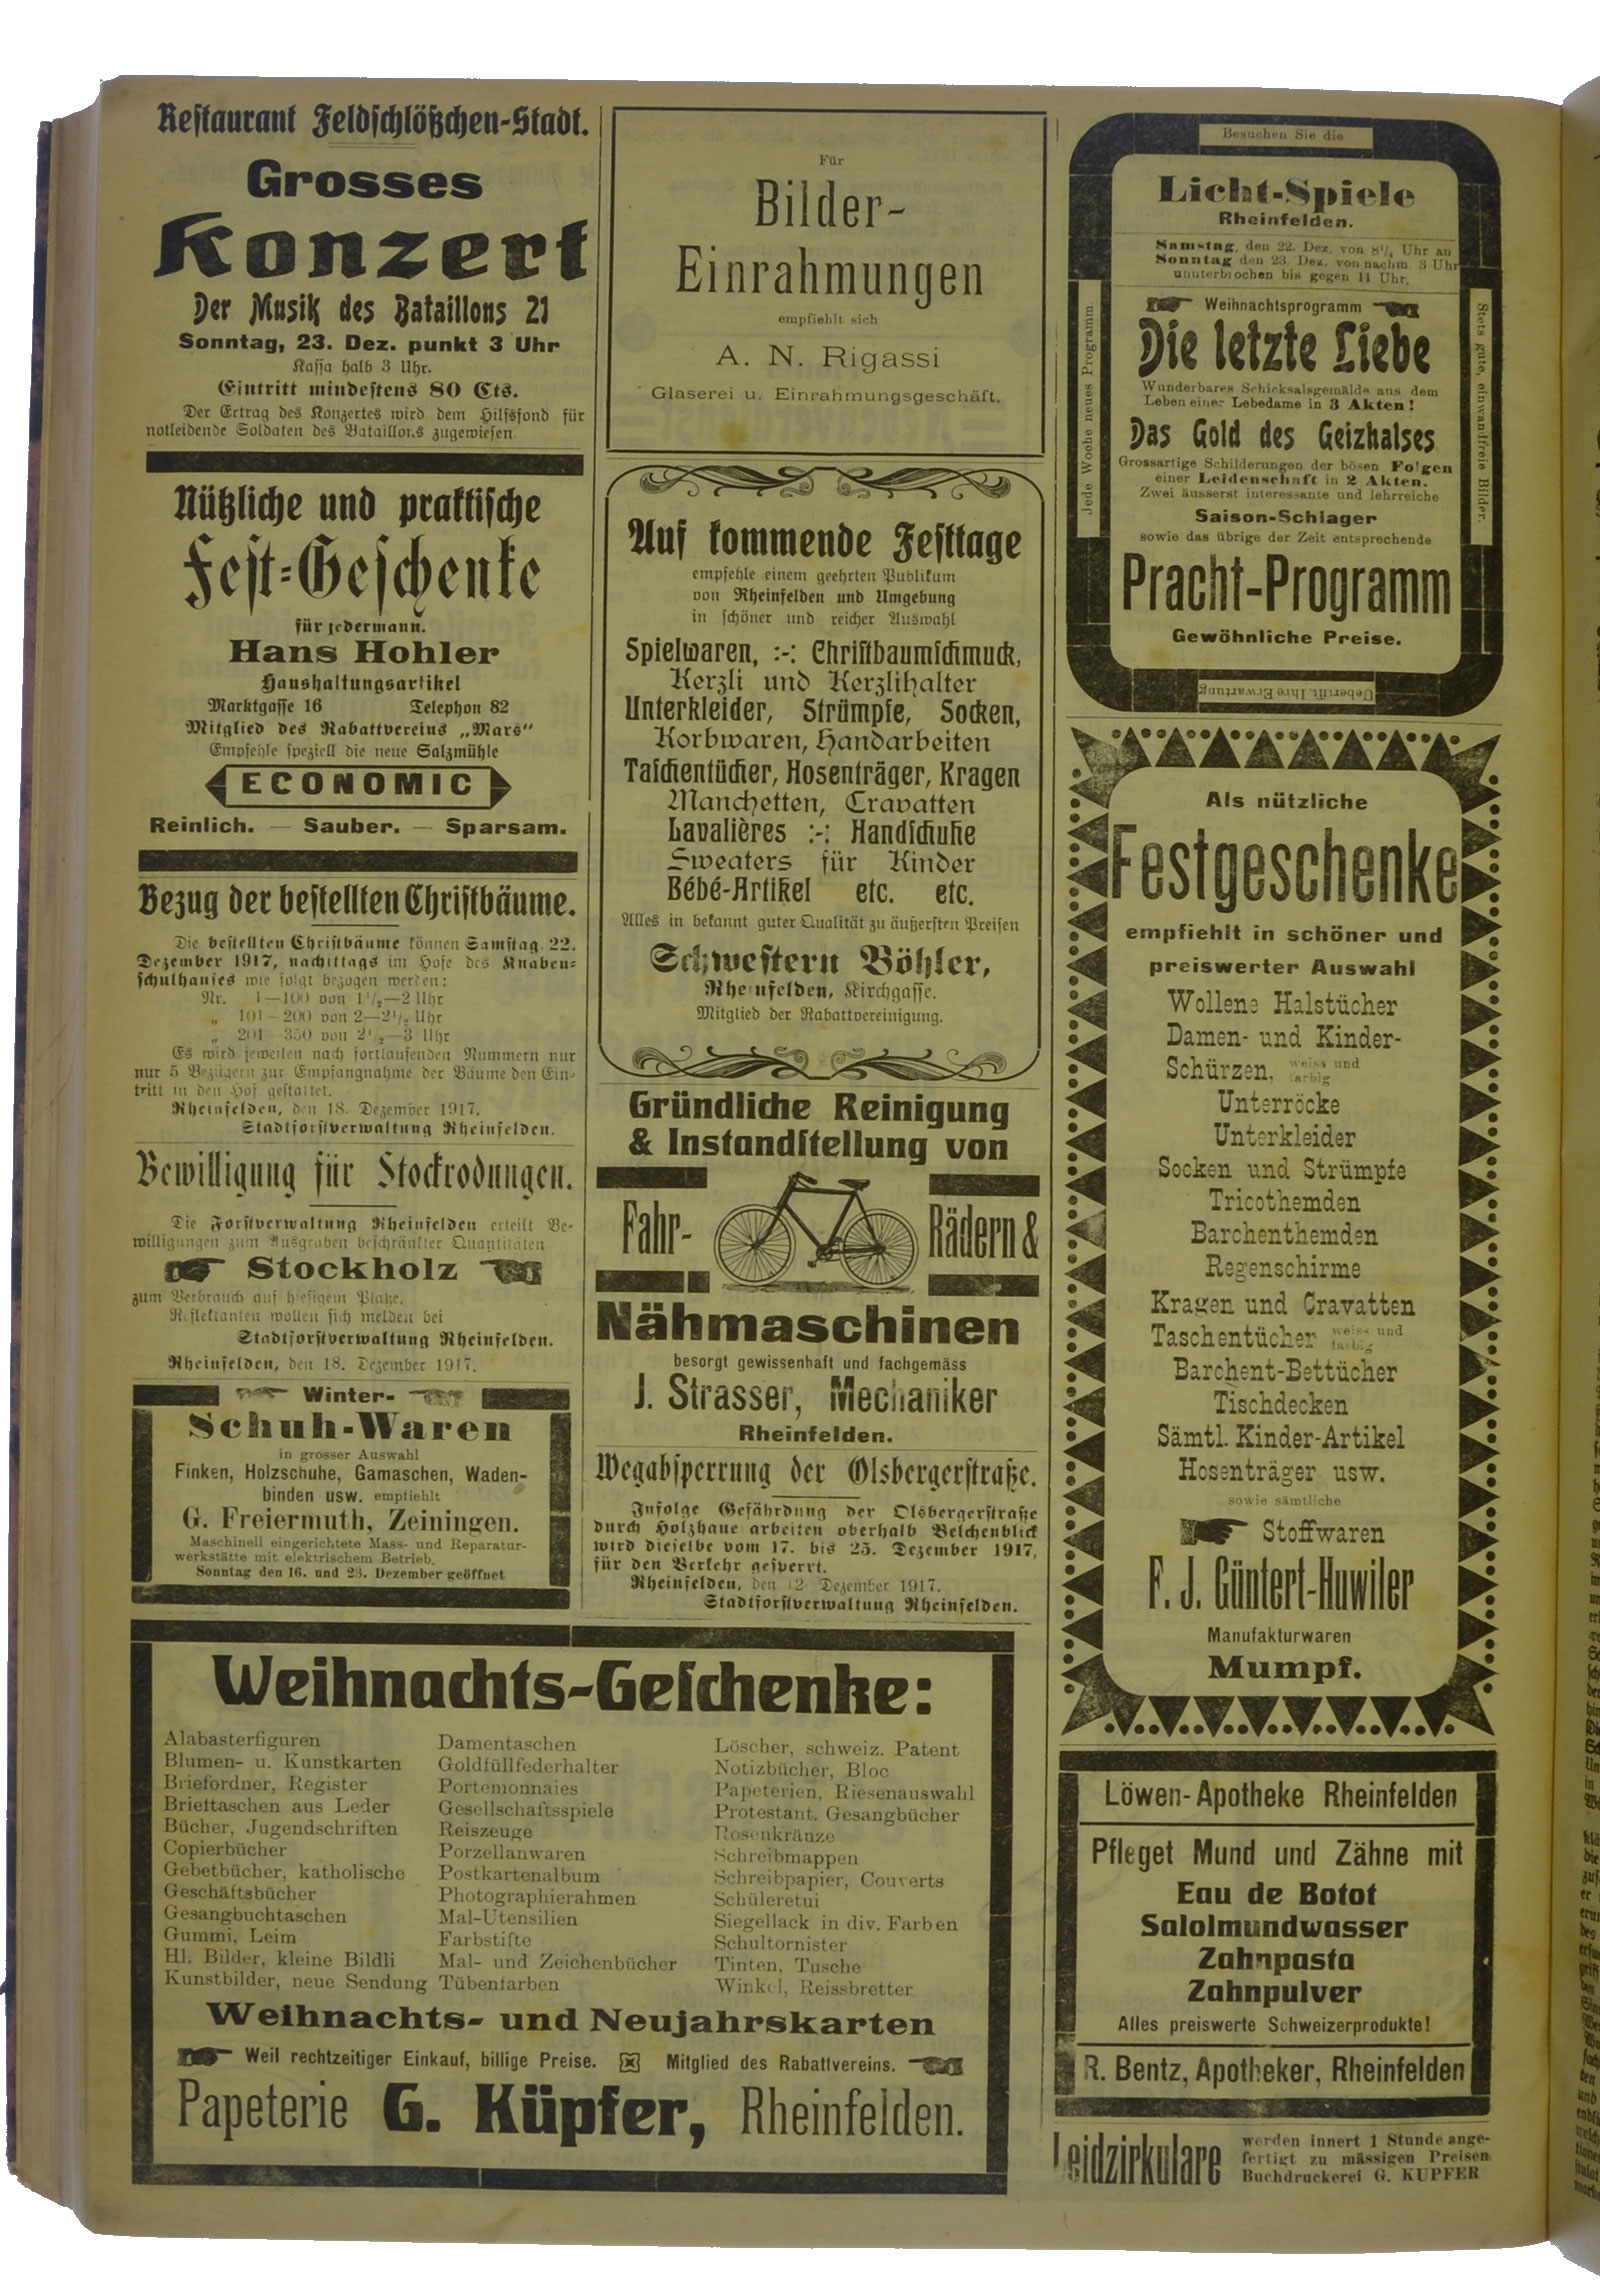 Restaurant Feldschlößchen-Stadt.
Grosses
Konzert
Der Musik des Bataillons 21
Sonntag, 23. Dez. punkt 3 Uhr
Kassa halb 3 Uhr.
Eintritt mindestens 80 Cts.
Der Ertrag des Konzertes wird dem Hilfsfond für
notleidende Soldaten des Bataillons zugewiesen.
Nützliche und praktische
Fest-Geschenke
für jedermann.
Hans Hohler
Haushaltungsartikel
Marktgasse 16 Telephon 82
Mitglied des Rabattvereins „Mars“
Empfehle speziell die neue Salzmühle
ECONOMIC
Reinlich. — Sauber. — Sparsam.
Bezug der bestellten Christbäume.
Die bestellten Christbäume können Samstag, 22.
Dezember 1917, nachittags im Hofe des Knaben-
schulhauses wie folgt bezogen werden:
Nr. 1—100 von 1½—2 Uhr
„ 101—200 von 2—2½ Uhr
„ 201—350 von 2½—3 Uhr
Es wird jeweilen nach fortlaufenden Nummern nur
nur 5 Bezügern zur Empfangnahme der Bäume den Ein-
tritt in den Hof gestattet.
Rheinfelden, den 18. Dezember 1917.
Stadtforstverwaltung Rheinfelden.
Bewilligung für Stockrodungen.
Die Forstverwaltung Rheinfelden erteilt Be-
willigungen zum Ausgraben beschränkter Quantitäten
Stockholz
zum Verbrauch auf hiesigem Platze.
Reflektanten wollen sich melden bei
Stadtforstverwaltung Rheinfelden.
Rheinfelden, den 18. Dezember 1917.
Winter-
Schuh-Waren
in grosser Auswahl
Finken, Holzschuhe, Gamaschen, Waden-
binden usw. empfiehlt
G. Freiermuth, Zeiningen.
Maschinell eingerichtete Mass- und Reparatur-
werkstätte mit elektrischem Betrieb.
Sonntag den 16. und 23. Dezember geöffnet
Für
Bilder-
Einrahmungen
empfiehlt sich
A. N. Rigassi
Glaserei u. Einrahmungsgeschäft.
Auf kommende Festtage
empfehle einem geehrten Publikum
von Rheinfelden und Umgebung
in schöner und reicher Auswahl
Spielwaren, :-: Christbaumschmuck,
Kerzli und Kerzlihalter
Unterkleider, Strümpfe, Socken,
Korbwaren, Handarbeiten
Taschentücher, Hosenträger, Kragen
Manchetten, Cravatten
Lavalières :-: Handschuhe
Sweaters für Kinder
Bébé-Artikel etc. etc.
Alles in bekannt guter Qualität zu äußersten Preisen
Schwestern Böhler,
Rheinfelden, Kirchgasse.
Mitglied der Rabattvereinigung.
Gründliche Reinigung
& Instandstellung von
Fahr- Rädern &
Nähmaschinen
besorgt gewissenhaft und fachgemäss
J. Strasser, Mechaniker
Rheinfelden.
Wegabsperrung der Olsbergerstraße.
Infolge Gefährdung der Olsbergerstraße
durch Holzhauearbeiten oberhalb Belchenblick
wird dieselbe vom 17. bis 25. Dezember 1917,
für den Verkehr gesperrt.
Rheinfelden, den 12. Dezember 1917.
Stadtforstverwaltung Rheinfelden.
Besuchen Sie die
Licht-Spiele
Rheinfelden.
Samstag, den 22. Dez. von 8¼ Uhr an
Sonntag den 23. Dez. von nachm. 3 Uhr
ununterbrochen bis gegen 11 Uhr.
Weihnachtsprogramm
Die letzte Liebe
Wunderbares Schicksalsgemälde aus dem
Leben einer Lebedame in 3 Akten!
Das Gold des Geizhalses
Grossartige Schilderungen der bösen Folgen
einer Leidenschaft in 2 Akten.
Zwei äusserst interessante und lehrreiche
Saison-Schlager
sowie das übrige der Zeit entsprechende
Pracht-Programm
Gewöhnliche Preise.
Jede Woche neues Programm
Stets gute, einwandfreie Bilder.
Uebertrifft Ihre Erwartung
Als nützliche
Festgeschenke
empfiehlt in schöner und
preiswerter Auswahl
Wollene Halstücher
Damen- und Kinder-
Schürzen, weiss und farbig
Unterröcke
Unterkleider
Socken und Strümpfe
Tricothemden
Barchenthemden
Regenschirme
Kragen und Cravatten
Taschentücher weiss und farbig
Barchent-Bettücher
Tischdecken
Sämtl. Kinder-Artikel
Hosenträger usw.
sowie sämtliche
Stoffwaren
F. J. Güntert-Huwiler
Manufakturwaren
Mumpf.
Weihnachts-Geschenke:
Alabasterfiguren
Blumen- u. Kunstkarten
Briefordner, Register
Brieftaschen aus Leder
Bücher, Jugendschriften
Copierbücher
Gebetbücher, katholische
Geschäftsbücher
Gesangbuchtaschen
Gummi, Leim
Hl. Bilder, kleine Bildli
Kunstbilder, neue Sendung
Damentaschen
Goldfüllfederhalter
Portemonnaies
Gesellschaftsspiele
Reiszeuge
Porzellanwaren
Postkartenalbum
Photographierahmen
Mal-Utensilien
Farbstifte
Mal- und Zeichenbücher
Tübenfarben
Löscher, schweiz. Patent
Notizbücher, Bloc
Papeterien, Riesenauswahl
Protestant. Gesangbücher
Rosenkränze
Schreibmappen
Schreibpapier, Couverts
Schüleretui
Siegellack in div. Farben
Schultornister
Tinten, Tusche
Winkel, Reissbretter
Weihnachts- und Neujahrskarten
Weil rechtzeitiger Einkauf, billige Preise. Mitglied des Rabattvereins.
Papeterie G. Küpfer, Rheinfelden.
Löwen-Apotheke Rheinfelden
Pfleget Mund und Zähne mit
Eau de Botot
Salolmundwasser
Zahnpasta
Zahnpulver
Alles preiswerte Schweizerprodukte!
R. Bentz, Apotheker, Rheinfelden
Leidzirkulare
werden innert 1 Stunde ange-
fertigt zu mässigen Preisen
Buchdruckerei G. KÜPFER